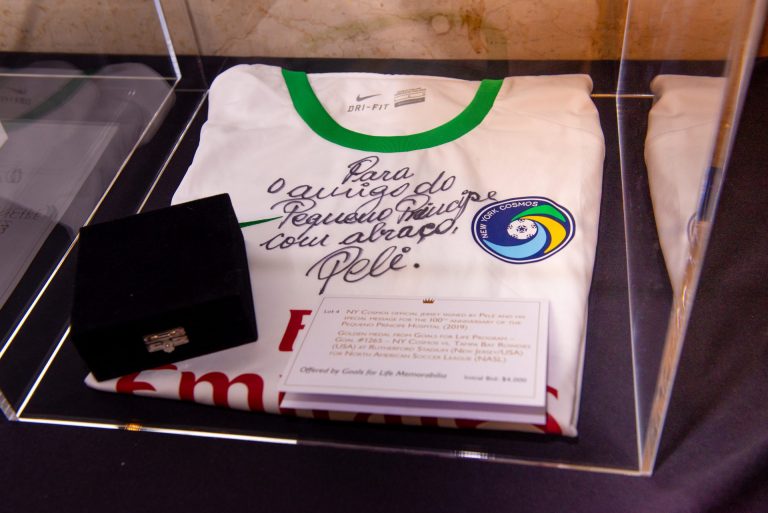 DRI-FIT
Para
o amigo do
Pequeno Príncipe
com abraço,
Pelé.
NEW YORK COSMOS
Lot 4 NY Cosmos official jersey signed by Pelé and his
special message for the 100th anniversary of the
Pequeno Príncipe Hospital (2019)
Golden medal from Goals for Life Program –
Goal #1265 – NY Cosmos vs. Tampa Bay Rowdies
(USA) at Rutherford Stadium (New Jersey/USA)
for North American Soccer League (NASL)
Offered by Goals for Life Memorabilia
Initial Bid: $4,000
F
Emirates